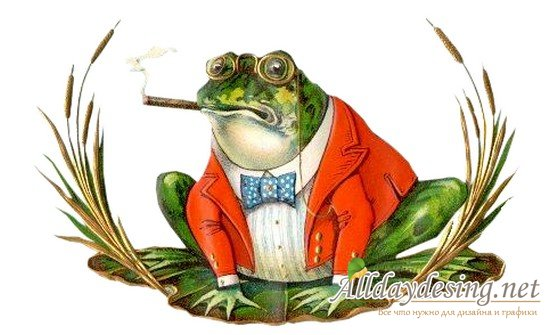 Alldaydesing.net
Все что нужно для дизайна и графики